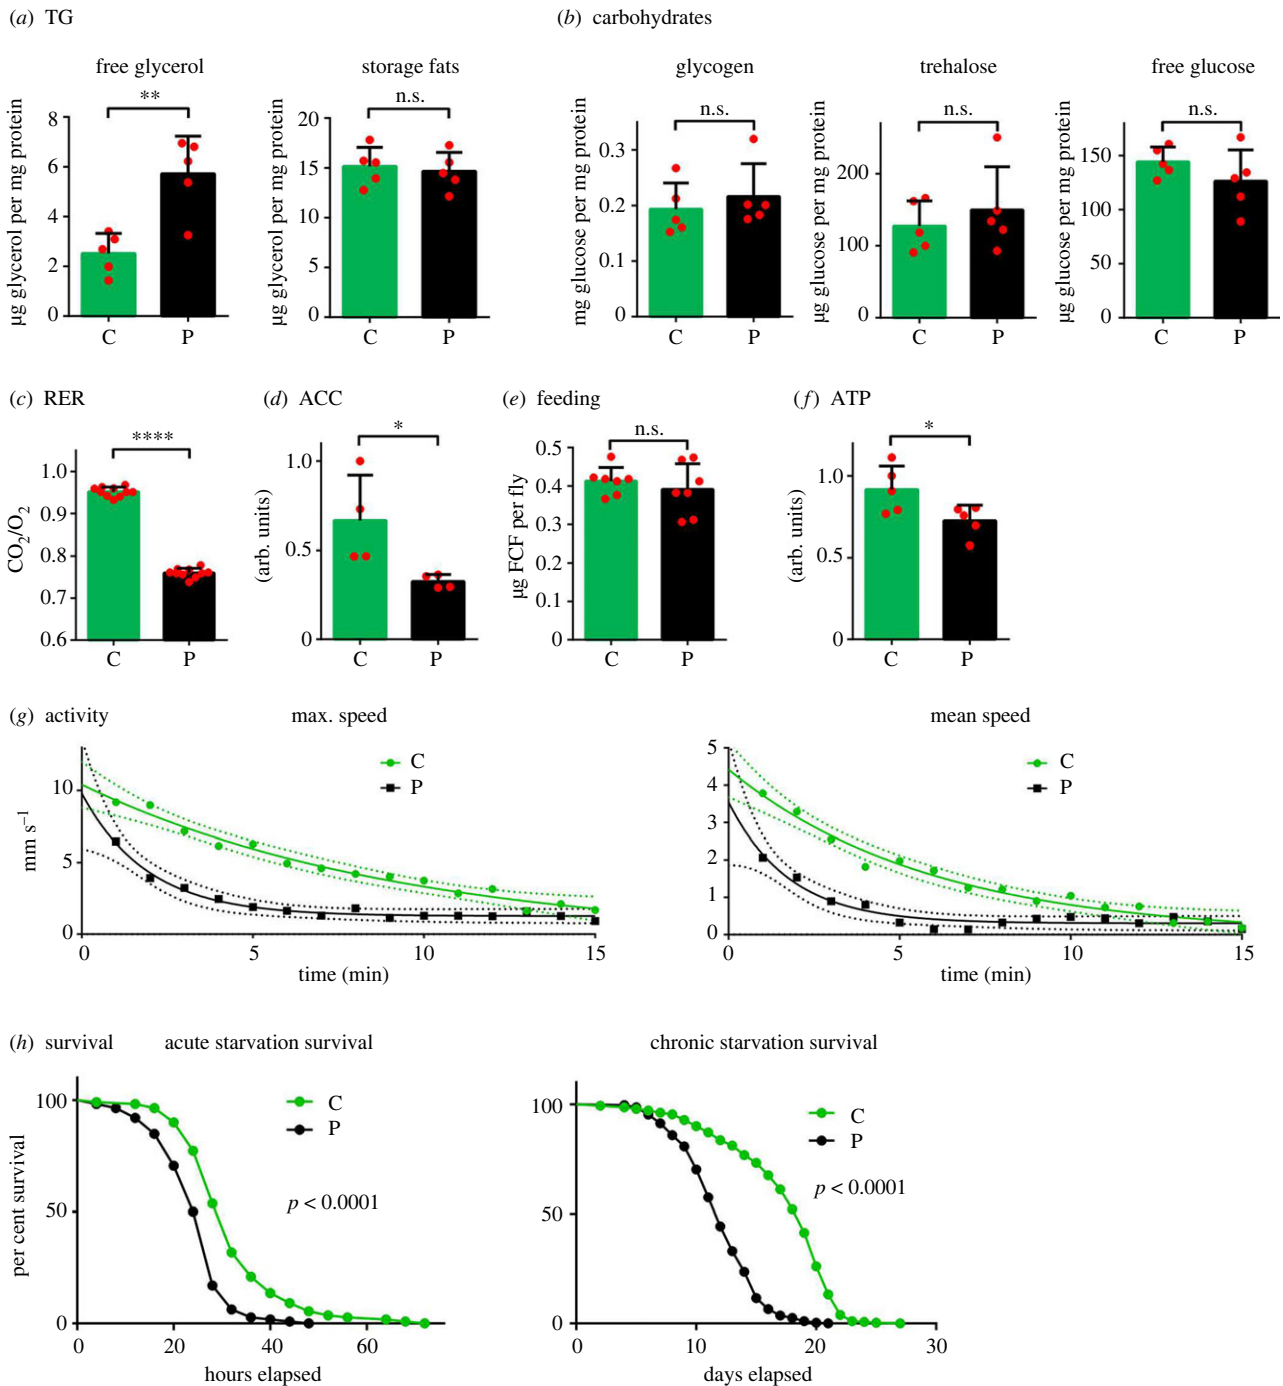 (a) TG
(b) carbohydrates
free glycerol
storage fats
glycogen
trehalose
free glucose
µg glycerol per mg protein
8
6
4
2
0
**
C
P
µg glycerol per mg protein
20
15
10
5
0
n.s.
C
P
mg glucose per mg protein
0.3
0.2
0.1
0
n.s.
C
P
µg glucose per mg protein
200
100
0
n.s.
C
P
µg glucose per mg protein
150
100
50
0
n.s.
C
P
(c) RER
CO₂/O₂
1.0
0.9
0.8
0.7
0.6
****
C
P
(d) ACC
(arb. units)
1.0
0.5
0
*
C
P
(e) feeding
µg FCF per fly
0.5
0.4
0.3
0.2
0.1
0
n.s.
C
P
(f) ATP
(arb. units)
1.0
0.5
0
*
C
P
(g) activity
max. speed
mm s⁻¹
10
5
0
C
P
0
5
10
15
time (min)
mean speed
5
4
3
2
1
0
C
P
0
5
10
15
time (min)
(h) survival
acute starvation survival
per cent survival
100
50
0
C
P
p < 0.0001
0
20
40
60
hours elapsed
chronic starvation survival
100
50
0
C
P
p < 0.0001
0
10
20
30
days elapsed